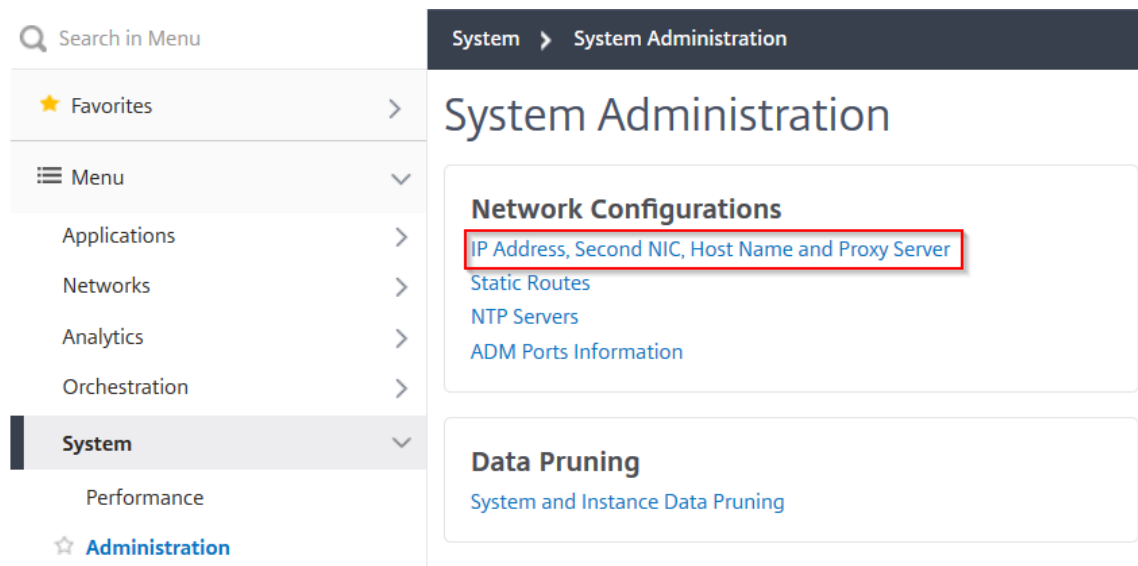 Search in Menu
Favorites
Menu
Applications
Networks
Analytics
Orchestration
System
Performance
Administration
System > System Administration
System Administration
Network Configurations
IP Address, Second NIC, Host Name and Proxy Server
Static Routes
NTP Servers
ADM Ports Information
Data Pruning
System and Instance Data Pruning